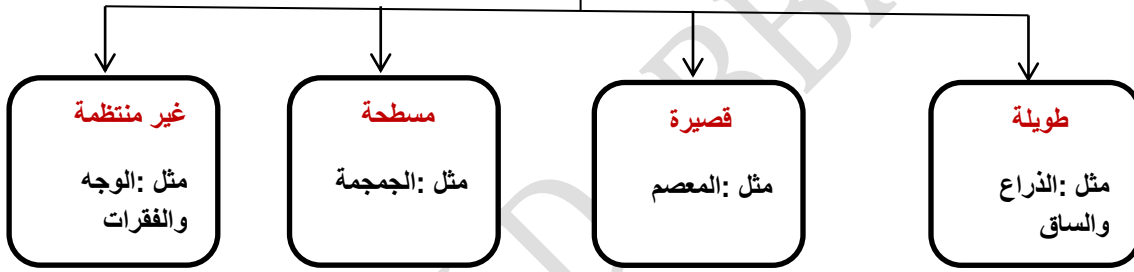 طويلة
مثل :الذراع
والساق
قصيرة
مثل :المعصم
مسطحة
مثل :الجمجمة
غير منتظمة
مثل :الوجه
والفقرات